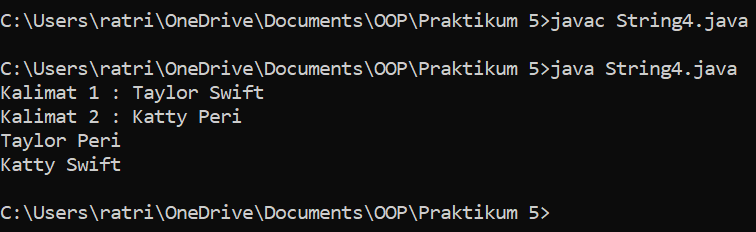 C:\Users\ratri\OneDrive\Documents\OOP\Praktikum 5>javac String4.java
C:\Users\ratri\OneDrive\Documents\OOP\Praktikum 5>java String4.java
Kalimat 1 : Taylor Swift
Kalimat 2 : Katty Peri
Taylor Peri
Katty Swift
C:\Users\ratri\OneDrive\Documents\OOP\Praktikum 5>